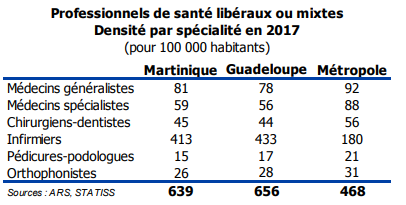 Professionnels de santé libéraux ou mixtes
Densité par spécialité en 2017
(pour 100 000 habitants)
Martinique Guadeloupe Métropole
Médecins généralistes 81 78 92
Médecins spécialistes 59 56 88
Chirurgiens-dentistes 45 44 56
Infirmiers 413 433 180
Pédicures-podologues 15 17 21
Orthophonistes 26 28 31
Sources : ARS, STATISS 639 656 468